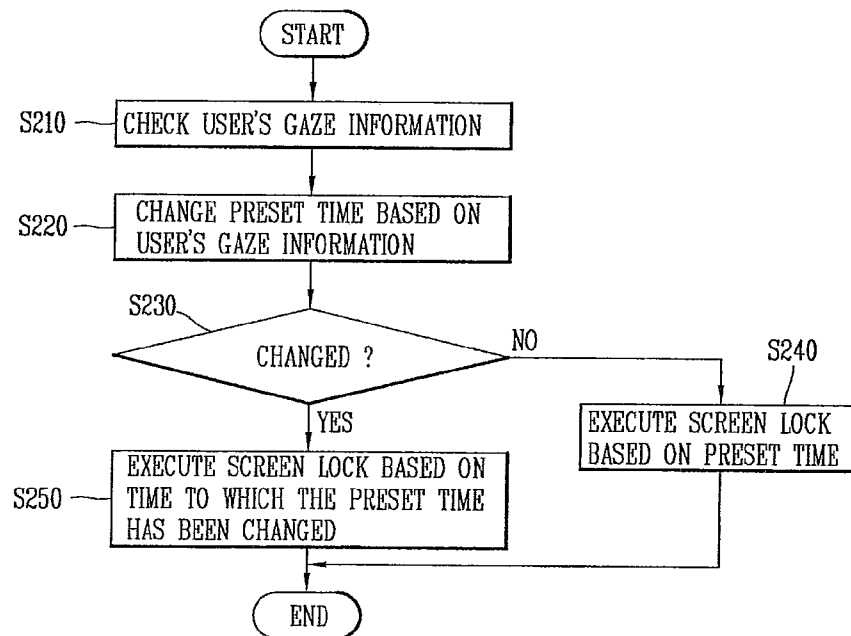 START
S210
CHECK USER'S GAZE INFORMATION
S220
CHANGE PRESET TIME BASED ON
USER'S GAZE INFORMATION
S230
CHANGED ?
NO
YES
S240
EXECUTE SCREEN LOCK
BASED ON PRESET TIME
S250
EXECUTE SCREEN LOCK BASED ON
TIME TO WHICH THE PRESET TIME
HAS BEEN CHANGED
END